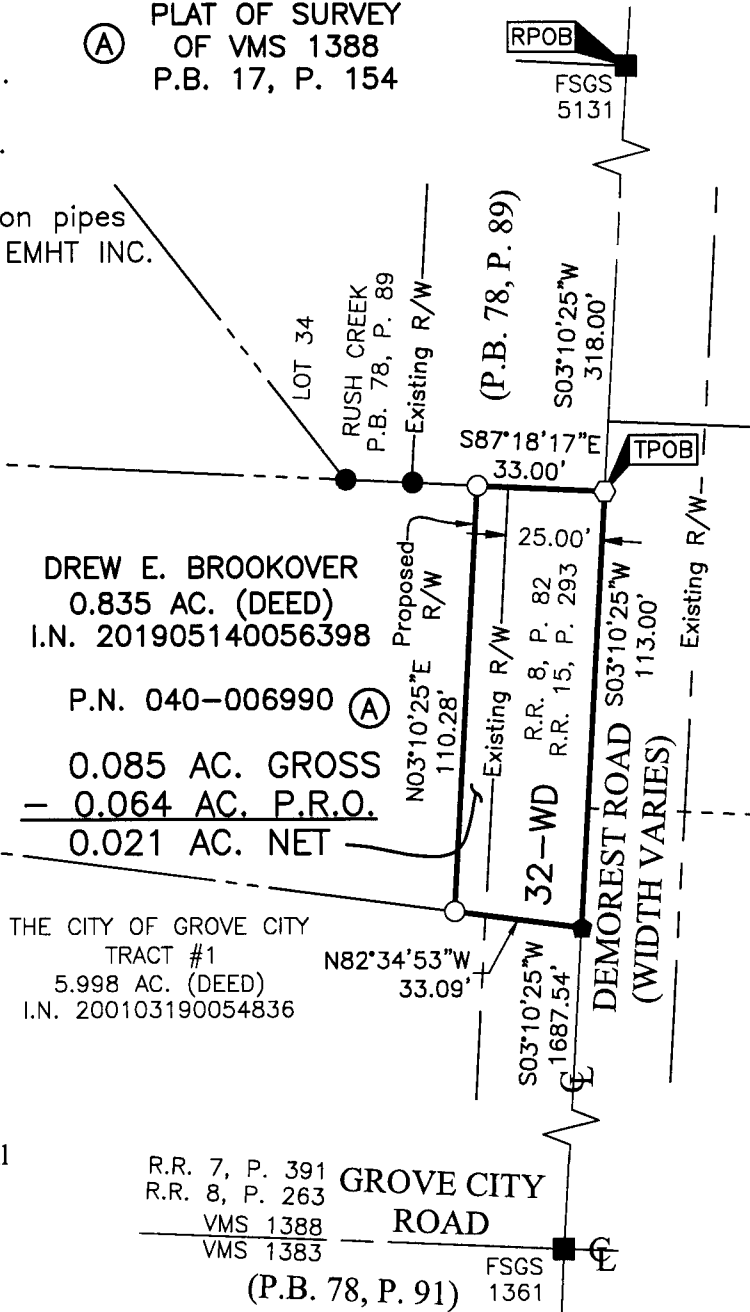 PLAT OF SURVEY
OF VMS 1388
P.B. 17, P. 154
A
RPOB
FSGS
5131
on pipes
EMHT INC.
LOT 34
RUSH CREEK
P.B. 78, P. 89
Existing R/W
(P.B. 78, P. 89)
S03°10'25"W
318.00'
S87°18'17"E
33.00'
TPOB
25.00'
DREW E. BROOKOVER
0.835 AC. (DEED)
I.N. 201905140056398
P.N. 040-006990
A
0.085 AC. GROSS
- 0.064 AC. P.R.O.
0.021 AC. NET
Proposed
R/W
N03°10'25"E
110.28'
Existing R/W
R.R. 8, P. 82
R.R. 15, P. 293
32-WD
S03°10'25"W
113.00'
Existing R/W
DEMOREST ROAD
(WIDTH VARIES)
THE CITY OF GROVE CITY
TRACT #1
5.998 AC. (DEED)
I.N. 200103190054836
N82°34'53"W
33.09'
S03°10'25"W
1687.54'
CL
1
R.R. 7, P. 391
R.R. 8, P. 263
VMS 1388
VMS 1383
GROVE CITY
ROAD
CL
(P.B. 78, P. 91)
FSGS
1361